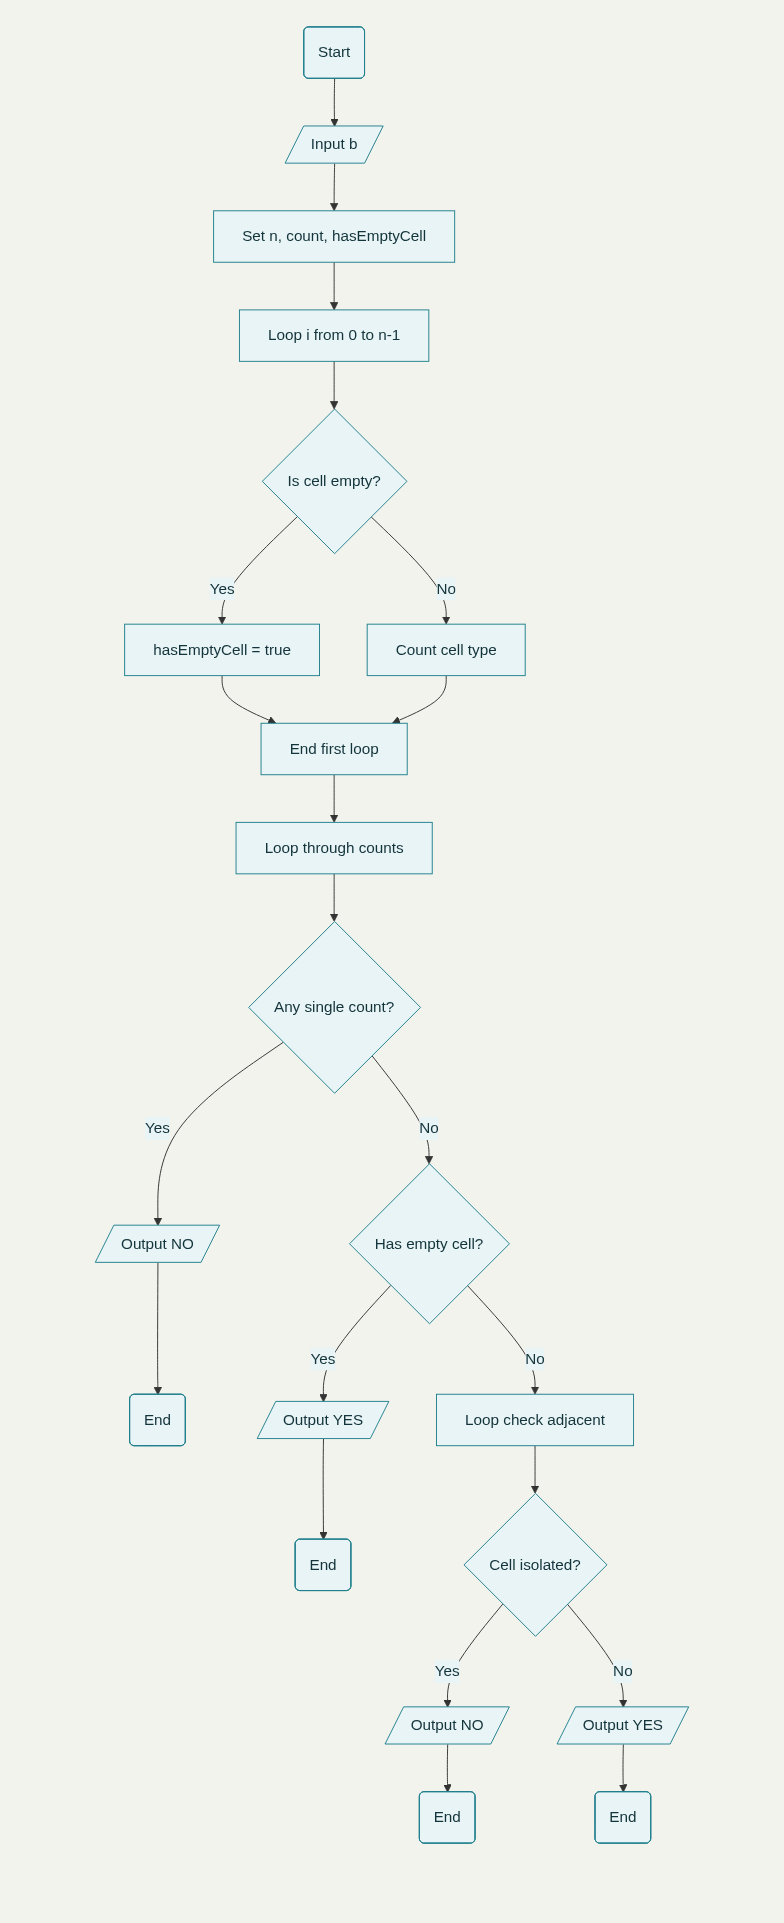 Start
Input b
Set n, count, hasEmptyCell
Loop i from 0 to n-1
Is cell empty?
Yes
No
hasEmptyCell = true
Count cell type
End first loop
Loop through counts
Any single count?
Yes
No
Output NO
Has empty cell?
Yes
No
End
Output YES
Loop check adjacent
End
Cell isolated?
Yes
No
Output NO
Output YES
End
End